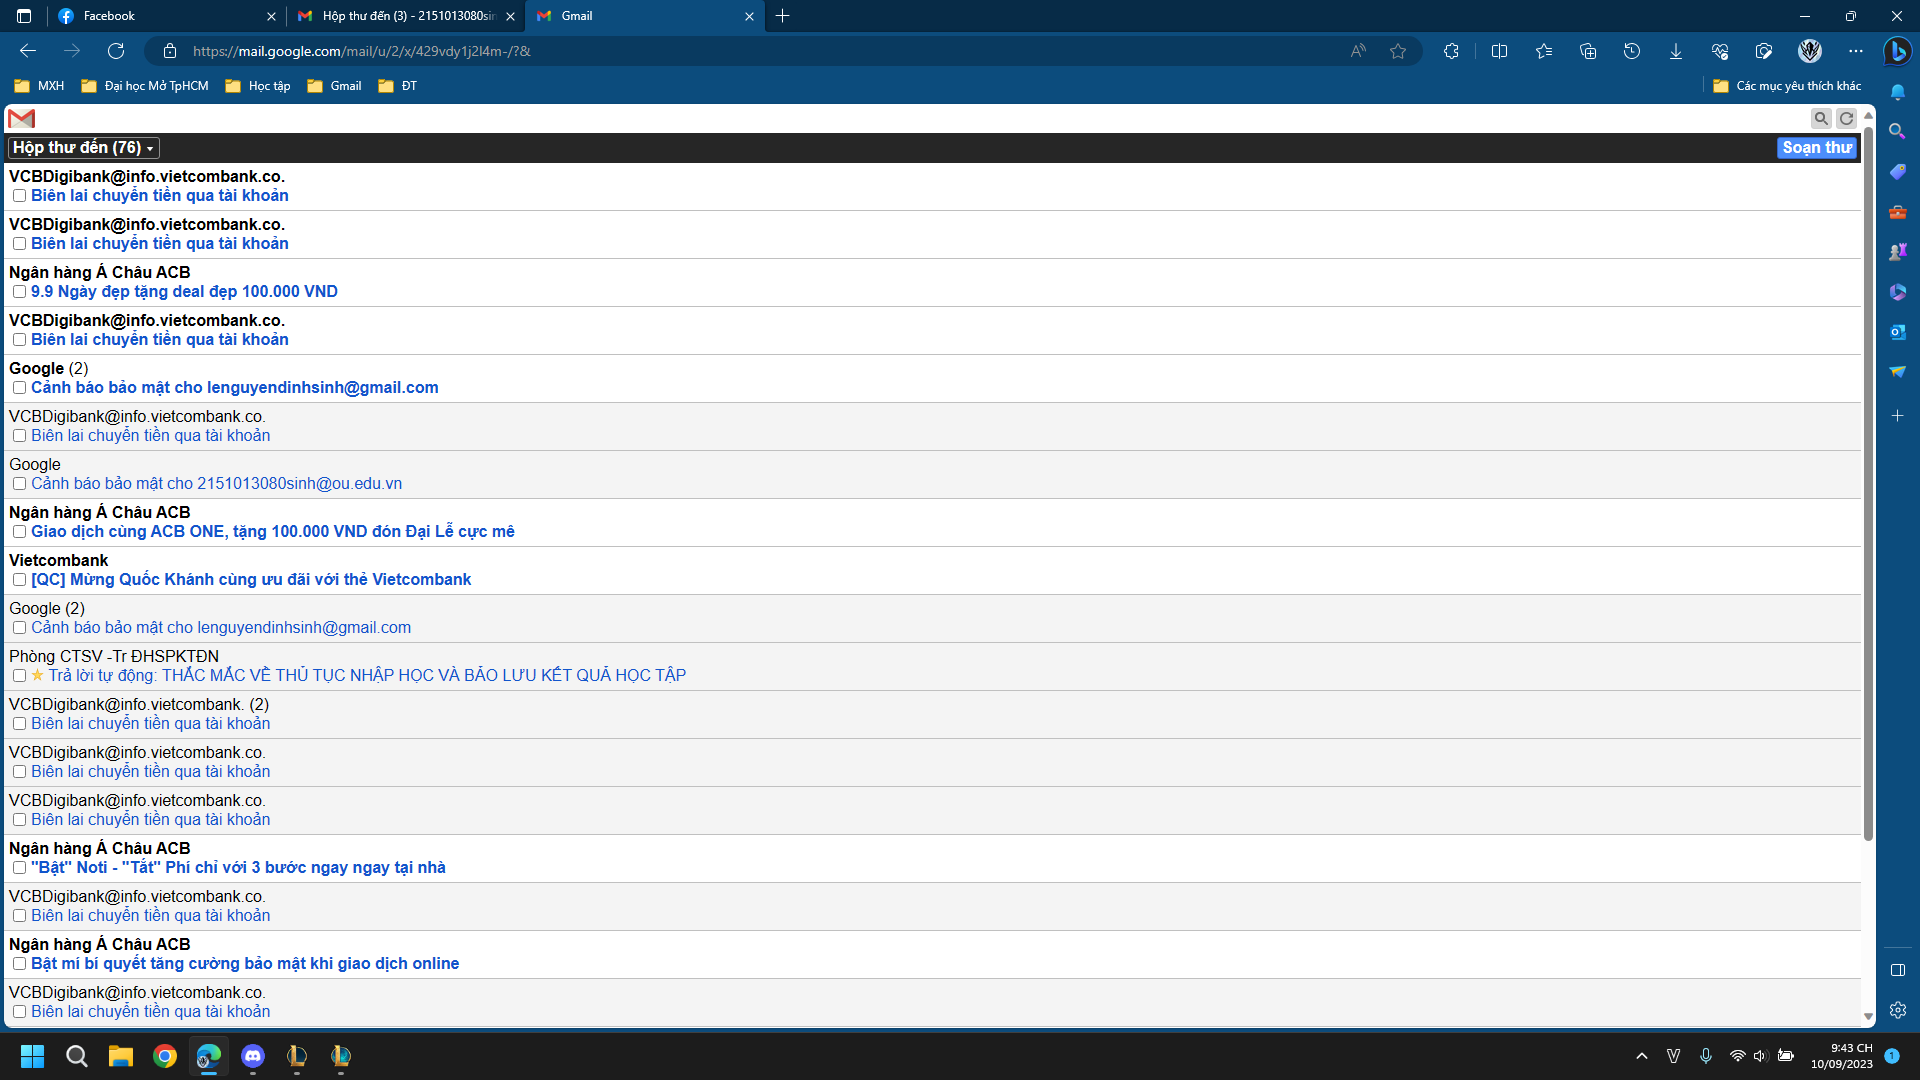 Facebook
Hộp thư đến (3) - 2151013080sin
Gmail
https://mail.google.com/mail/u/2/x/429vdy1j2l4m-/?&
MXH
Đại học Mở TpHCM
Học tập
Gmail
ĐT
Các mục yêu thích khác
Hộp thư đến (76)
Soạn thư
VCBDigibank@info.vietcombank.co.
Biên lai chuyển tiền qua tài khoản
VCBDigibank@info.vietcombank.co.
Biên lai chuyển tiền qua tài khoản
Ngân hàng Á Châu ACB
9.9 Ngày đẹp tặng deal đẹp 100.000 VND
VCBDigibank@info.vietcombank.co.
Biên lai chuyển tiền qua tài khoản
Google (2)
Cảnh báo bảo mật cho lenguyendinhsinh@gmail.com
VCBDigibank@info.vietcombank.co.
Biên lai chuyển tiền qua tài khoản
Google
Cảnh báo bảo mật cho 2151013080sinh@ou.edu.vn
Ngân hàng Á Châu ACB
Giao dịch cùng ACB ONE, tặng 100.000 VND đón Đại Lễ cực mê
Vietcombank
[QC] Mừng Quốc Khánh cùng ưu đãi với thẻ Vietcombank
Google (2)
Cảnh báo bảo mật cho lenguyendinhsinh@gmail.com
Phòng CTSV -Tr ĐHSPKTĐN
Trả lời tự động: THẮC MẮC VỀ THỦ TỤC NHẬP HỌC VÀ BẢO LƯU KẾT QUẢ HỌC TẬP
VCBDigibank@info.vietcombank. (2)
Biên lai chuyển tiền qua tài khoản
VCBDigibank@info.vietcombank.co.
Biên lai chuyển tiền qua tài khoản
VCBDigibank@info.vietcombank.co.
Biên lai chuyển tiền qua tài khoản
Ngân hàng Á Châu ACB
"Bật" Noti - "Tắt" Phí chỉ với 3 bước ngay ngay tại nhà
VCBDigibank@info.vietcombank.co.
Biên lai chuyển tiền qua tài khoản
Ngân hàng Á Châu ACB
Bật mí bí quyết tăng cường bảo mật khi giao dịch online
VCBDigibank@info.vietcombank.co.
Biên lai chuyển tiền qua tài khoản
9:43 CH
10/09/2023
1